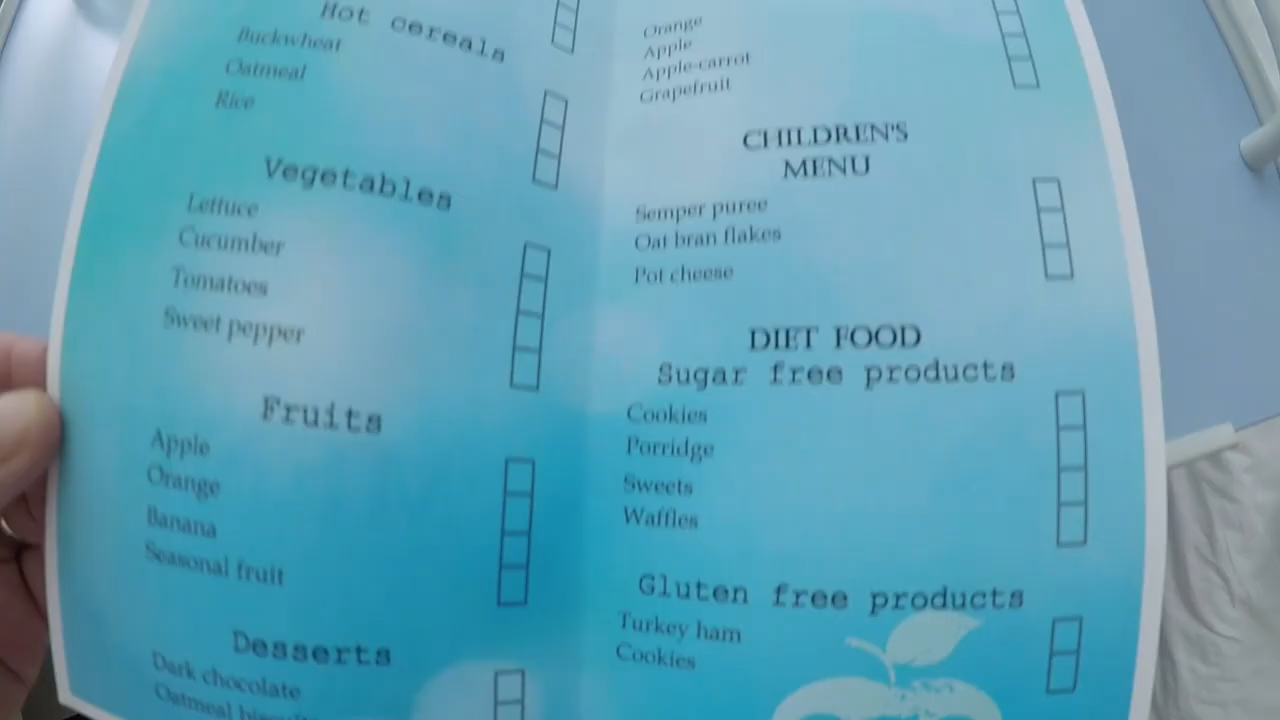 Hot cereals
Buckwheat
Oatmeal
Rice
Vegetables
Lettuce
Cucumber
Tomatoes
Sweet pepper
Fruits
Apple
Orange
Banana
Seasonal fruit
Desserts
Dark chocolate
Oatmeal
Orange
Apple
Apple-carrot
Grapefruit
CHILDREN'S
MENU
Semper puree
Oat bran flakes
Pot cheese
DIET FOOD
Sugar free products
Cookies
Porridge
Sweets
Waffles
Gluten free products
Turkey ham
Cookies